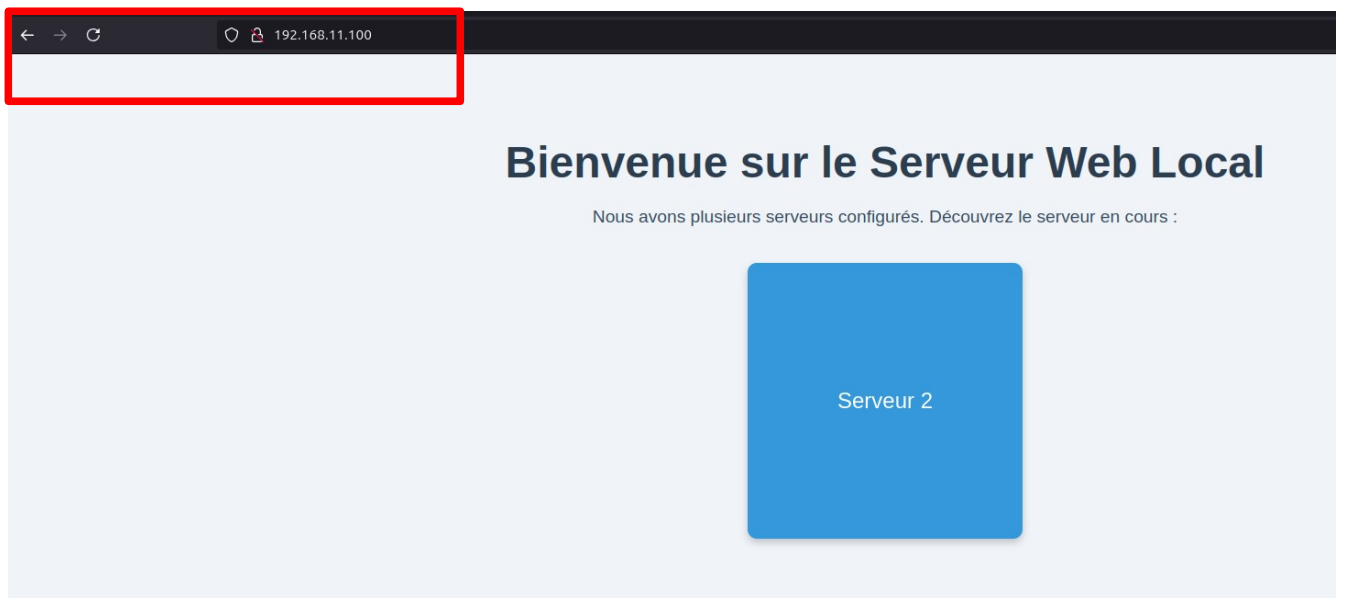 192.168.11.100
Bienvenue sur le Serveur Web Local
Nous avons plusieurs serveurs configurés. Découvrez le serveur en cours :
Serveur 2